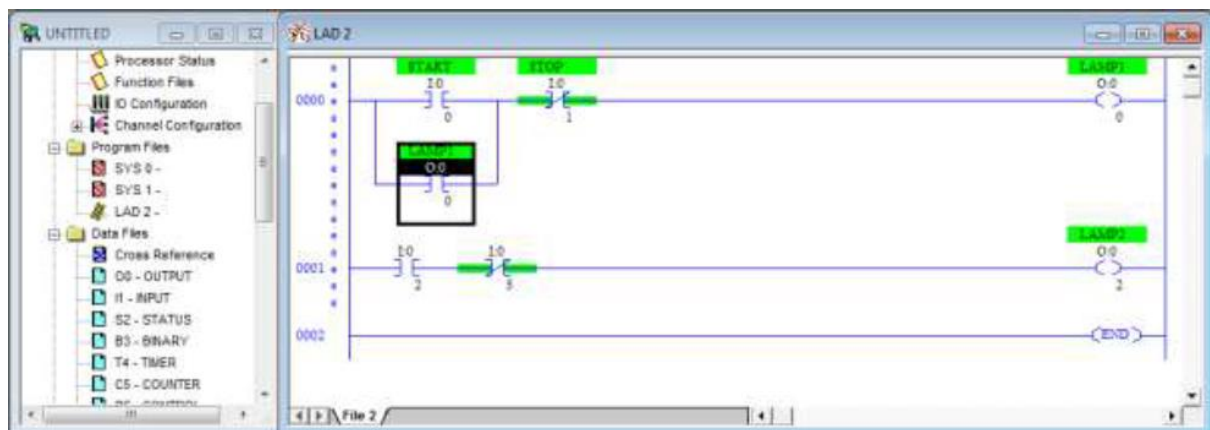 UNTITLED
Processor Status
Function Files
IO Configuration
Channel Configuration
Program Files
SYS 0 -
SYS 1 -
LAD 2 -
Data Files
Cross Reference
O0 - OUTPUT
I1 - INPUT
S2 - STATUS
B3 - BINARY
T4 - TIMER
C5 - COUNTER
LAD 2
START STOP LAMP1
I:0 I:0 O:0
0000
0 1 0
LAMP1
O:0
0
LAMP2
I:0 I:0 O:0
0001
2 5 2
0002 END
File 2